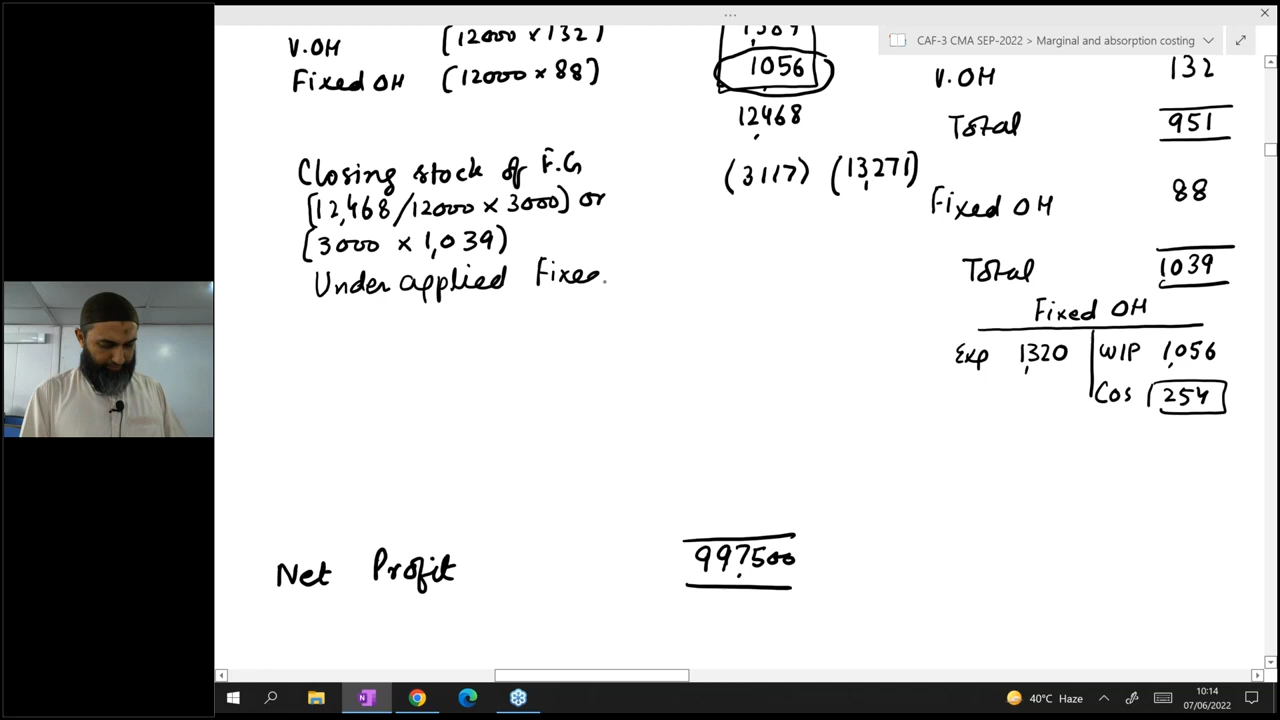 ...
CAF-3 CMA SEP-2022 > Marginal and absorption costing
V.OH [12000 × 132]
Fixed OH (12000 × 88) 1056
12468
Closing stock of F.G (3117) (13,271)
[12,468/12000 × 3000] or
[3000 × 1,039)
Under applied Fixe
V.OH 132
Total 951
Fixed OH 88
Total 1039
Fixed OH
Exp 1320 WIP 1,056
Cos 254
Net Profit 997,500
40°C Haze
10:14
07/06/2022